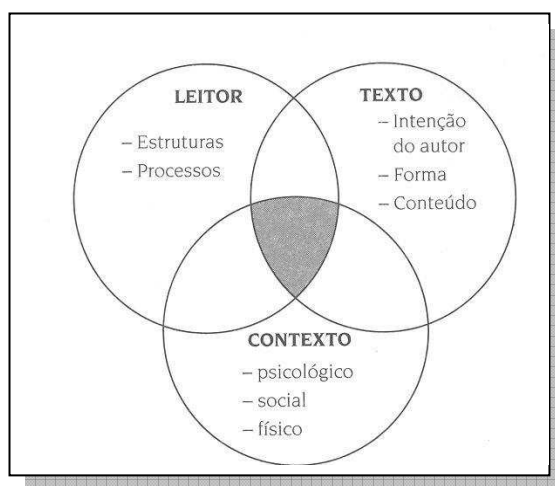 LEITOR
– Estruturas
– Processos
TEXTO
– Intenção
do autor
– Forma
– Conteúdo
CONTEXTO
– psicológico
– social
– físico